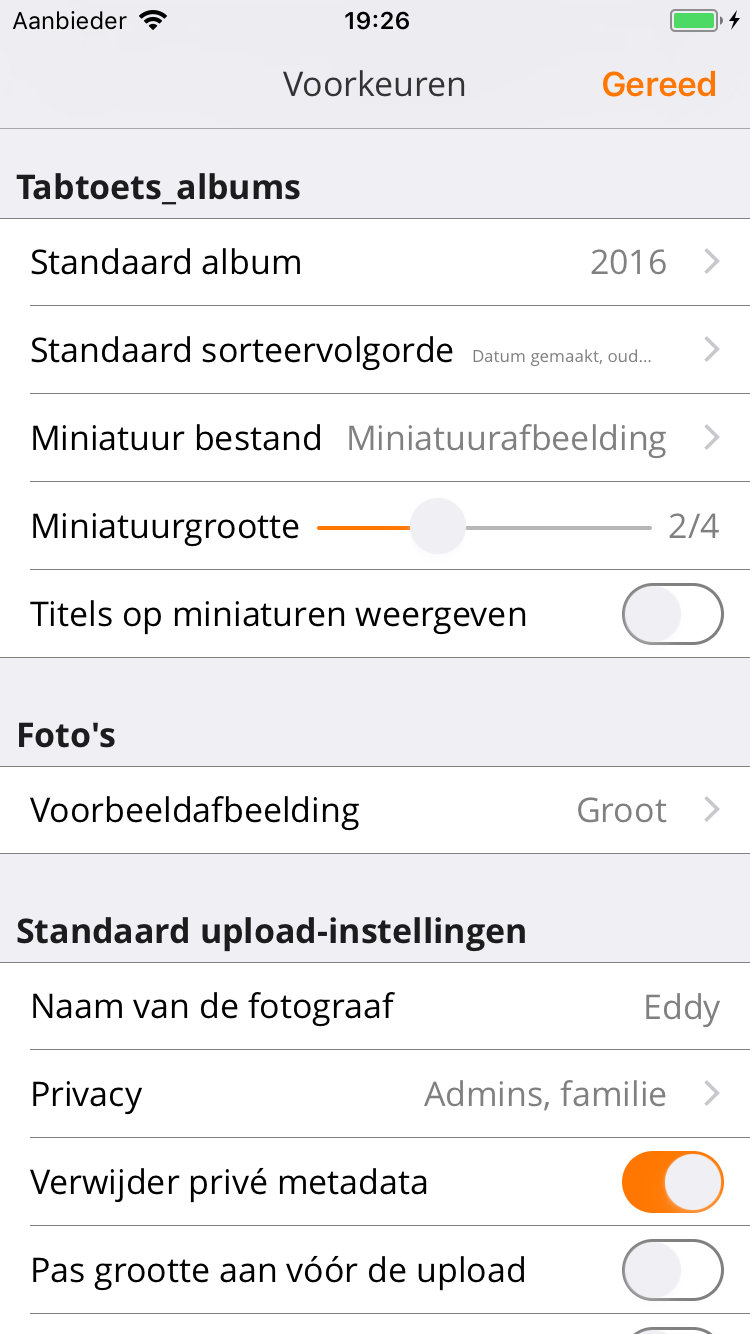 Aanbieder 19:26
Voorkeuren Gereed
Tabtoets_albums
Standaard album 2016
Standaard sorteervolgorde Datum gemaakt, oud...
Miniatuur bestand Miniatuurafbeelding
Miniatuurgrootte 2/4
Titels op miniaturen weergeven
Foto's
Voorbeeldafbeelding Groot
Standaard upload-instellingen
Naam van de fotograaf Eddy
Privacy Admins, familie
Verwijder privé metadata
Pas grootte aan vóór de upload